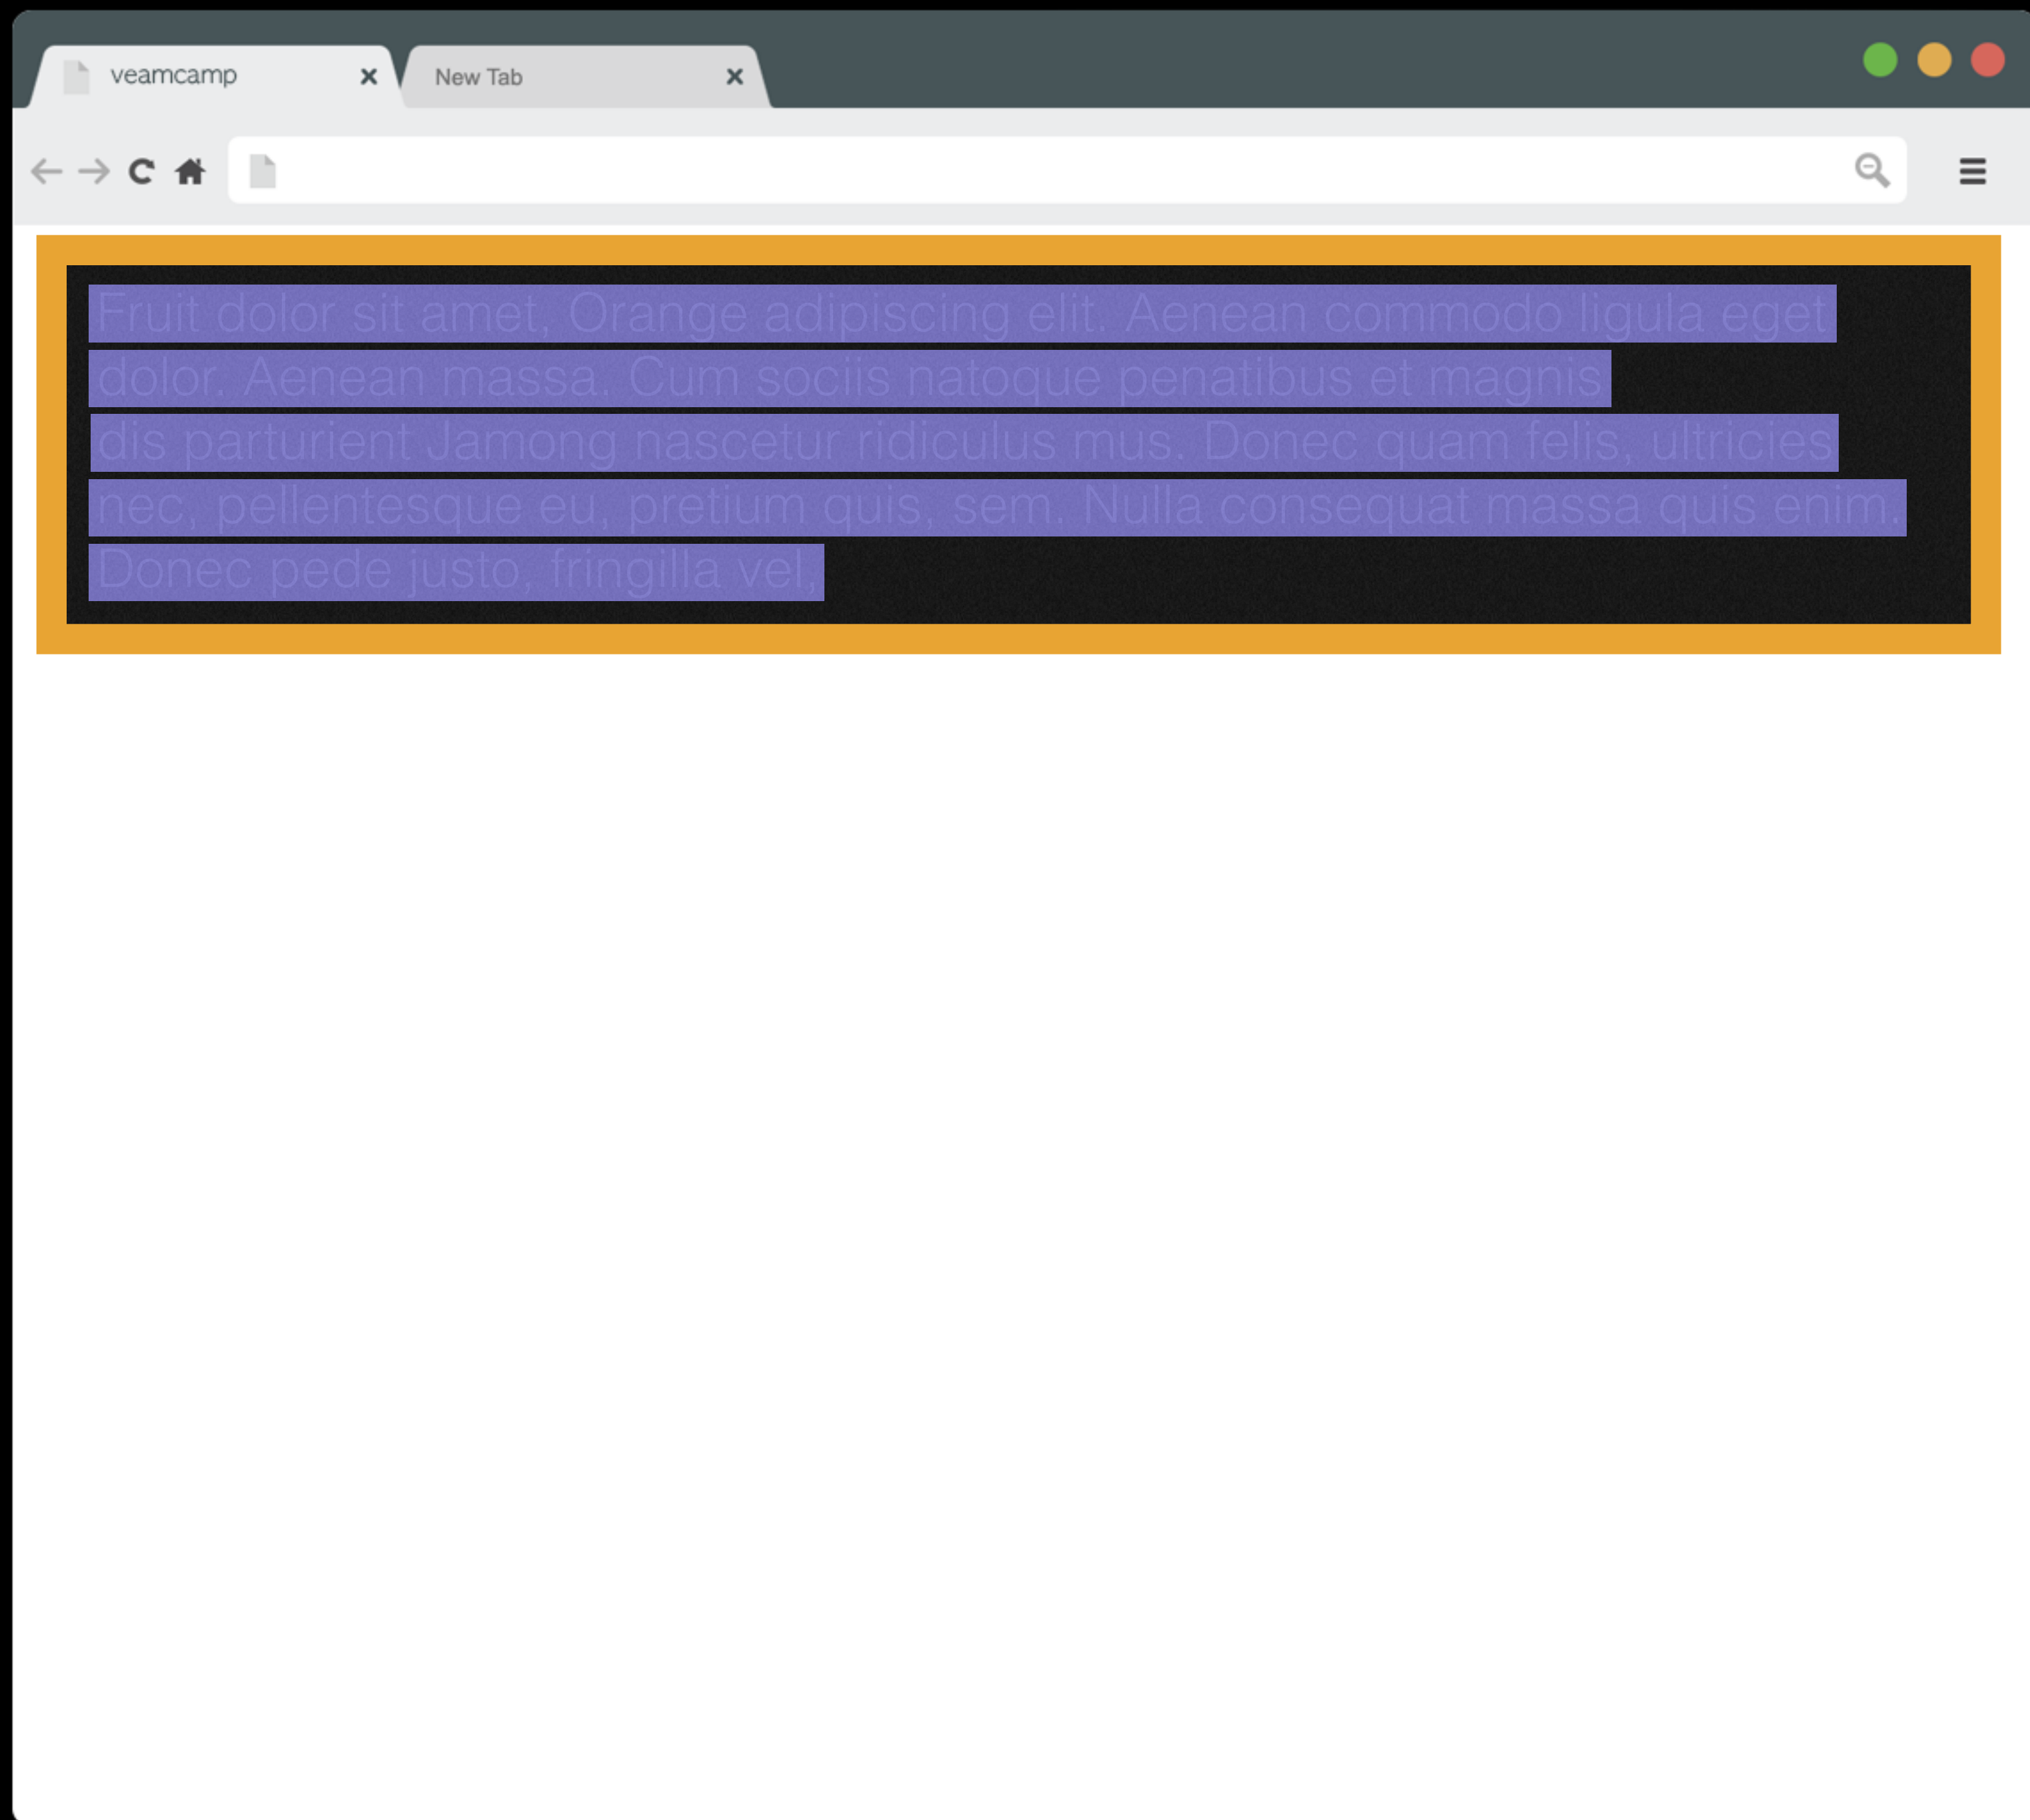 veamcamp
New Tab
Fruit dolor sit amet, Orange adipiscing elit. Aenean commodo ligula eget
dolor. Aenean massa. Cum sociis natoque penatibus et magnis
dis parturient Jamong nascetur ridiculus mus. Donec quam felis, ultricies
nec, pellentesque eu, pretium quis, sem. Nulla consequat massa quis enim.
Donec pede justo, fringilla vel,